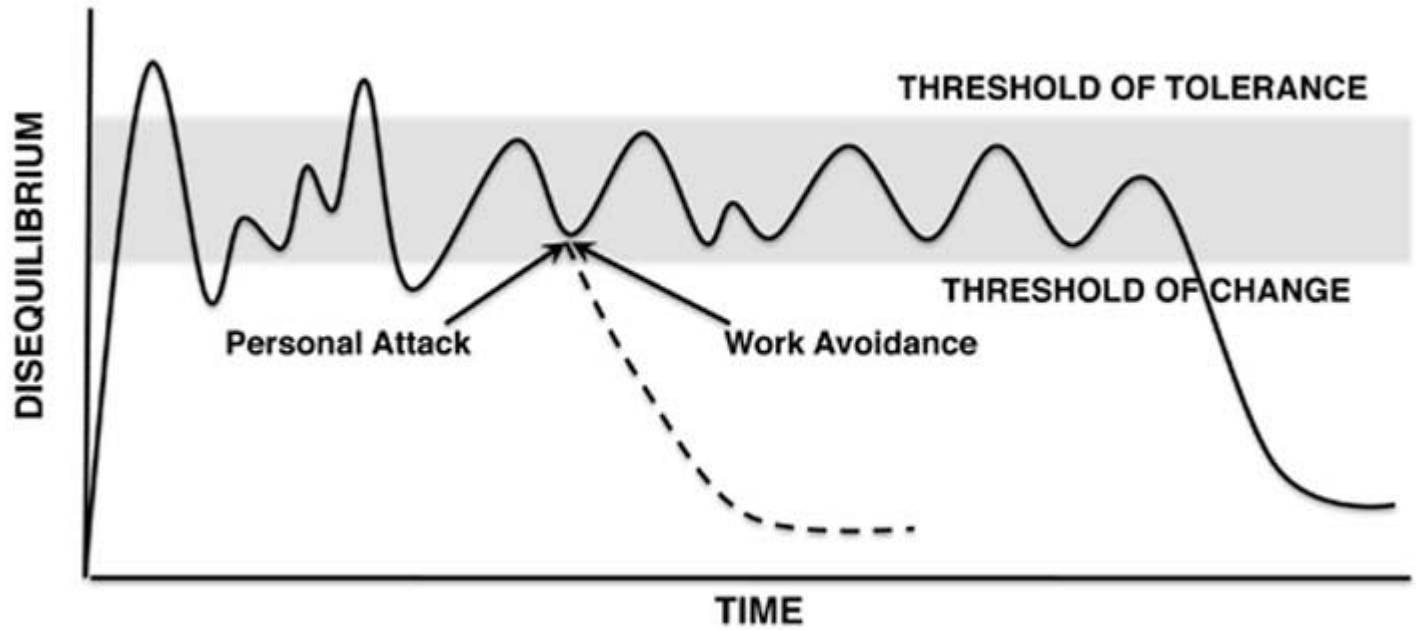 THRESHOLD OF TOLERANCE
DISEQUILIBRIUM
THRESHOLD OF CHANGE
Personal Attack
Work Avoidance
TIME